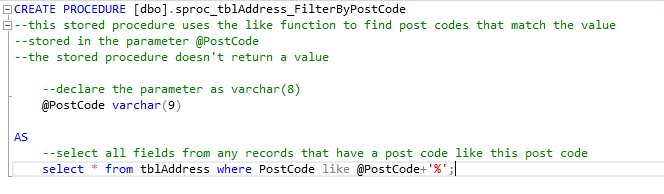 CREATE PROCEDURE [dbo].sproc_tblAddress_FilterByPostCode
--this stored procedure uses the like function to find post codes that match the value
--stored in the parameter @PostCode
--the stored procedure doesn't return a value
--declare the parameter as varchar(8)
@PostCode varchar(9)
AS
--select all fields from any records that have a post code like this post code
select * from tblAddress where PostCode like @PostCode+'%';